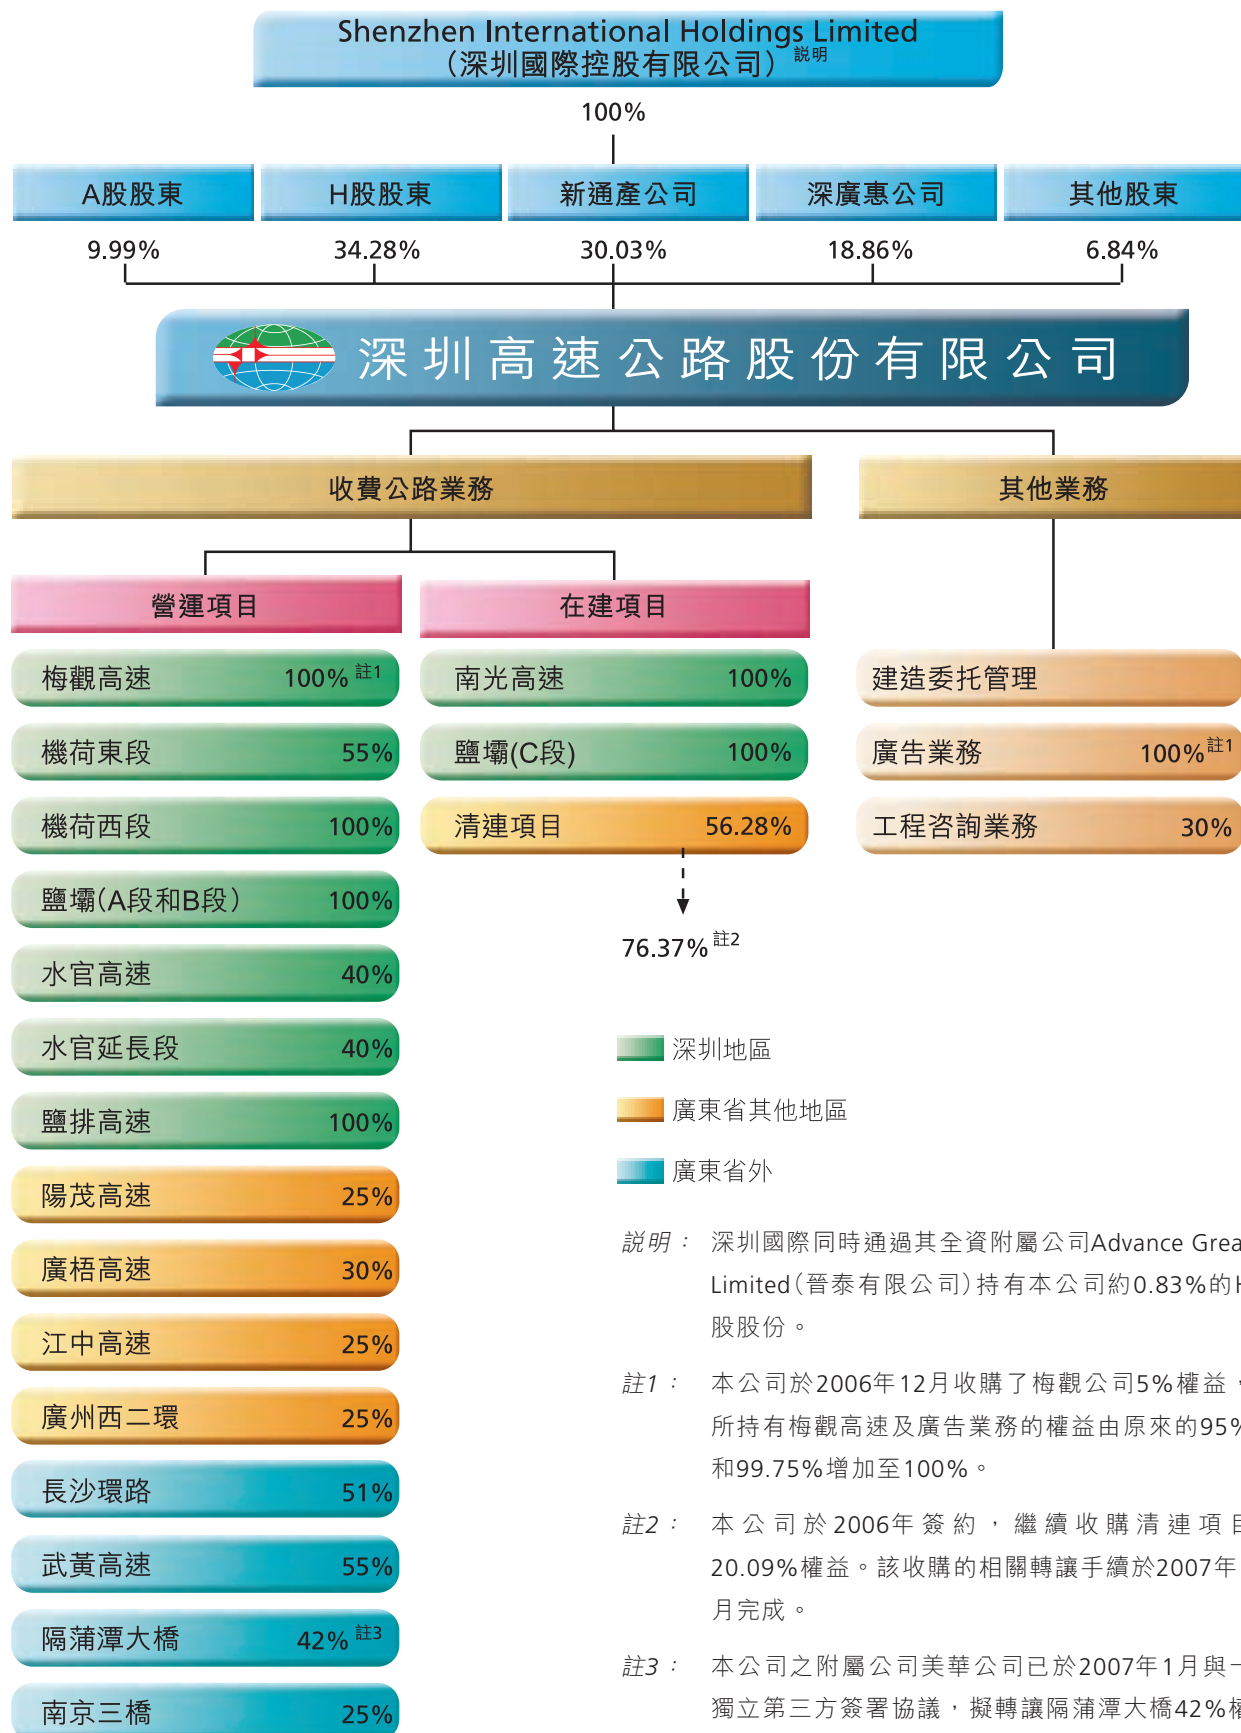 Shenzhen International Holdings Limited
（深圳國際控股有限公司）説明
100%
A股股東 H股股東 新通產公司 深廣惠公司 其他股東
9.99% 34.28% 30.03% 18.86% 6.84%
深圳高速公路股份有限公司
收費公路業務 其他業務
營運項目 在建項目
梅觀高速 100% 註1 南光高速 100% 建造委托管理
機荷東段 55% 鹽壩(C段) 100% 廣告業務 100% 註1
機荷西段 100% 清連項目 56.28% 工程咨詢業務 30%
鹽壩(A段和B段） 100%
76.37% 註2
水官高速 40%
水官延長段 40%
鹽排高速 100%
陽茂高速 25%
廣梧高速 30%
江中高速 25%
廣州西二環 25%
長沙環路 51%
武黃高速 55%
隔蒲潭大橋 42% 註3
南京三橋 25%
深圳地區
廣東省其他地區
廣東省外
説明： 深圳國際同時通過其全資附屬公司Advance Grea
Limited（晉泰有限公司）持有本公司約0.83%的H
股股份。
註1： 本公司於2006年12月收購了梅觀公司5%權益，
所持有梅觀高速及廣告業務的權益由原來的95%
和99.75%增加至100%。
註2： 本公司於2006年簽約，繼續收購清連項目
20.09%權益。該收購的相關轉讓手續於2007年
月完成。
註3： 本公司之附屬公司美華公司已於2007年1月與一
獨立第三方簽署協議，擬轉讓隔蒲潭大橋42%權